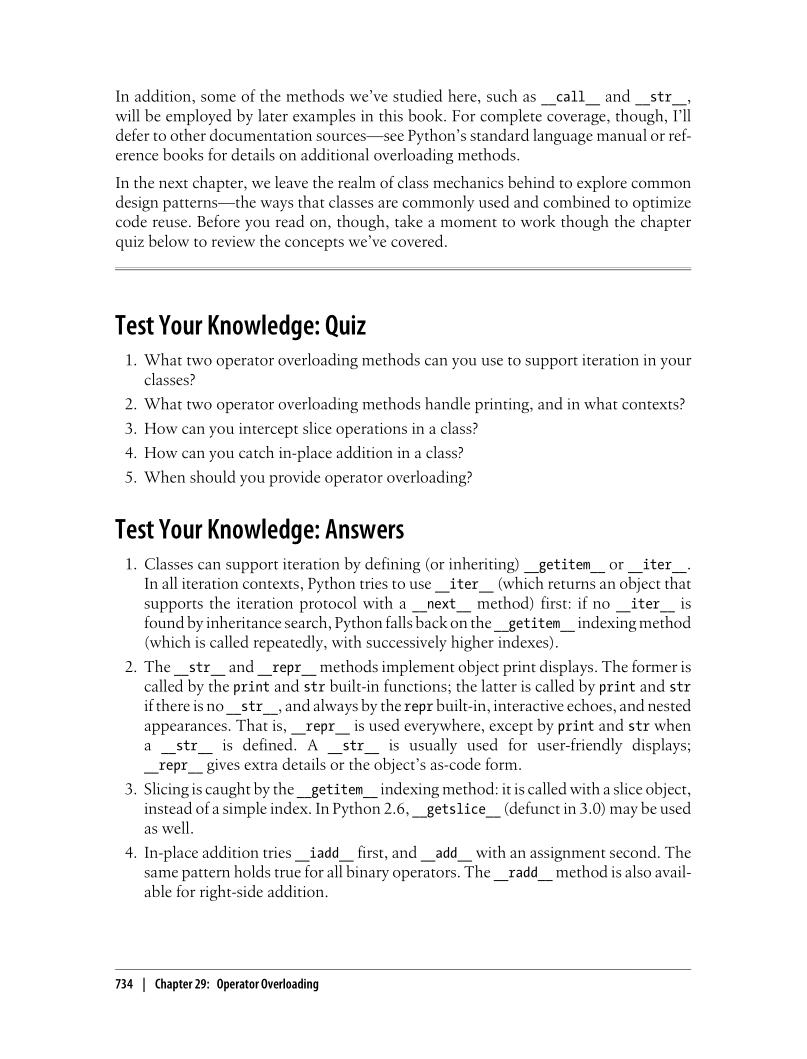 In addition, some of the methods we’ve studied here, such as __call__ and __str__,
will be employed by later examples in this book. For complete coverage, though, I’ll
defer to other documentation sources—see Python’s standard language manual or ref-
erence books for details on additional overloading methods.
In the next chapter, we leave the realm of class mechanics behind to explore common
design patterns—the ways that classes are commonly used and combined to optimize
code reuse. Before you read on, though, take a moment to work though the chapter
quiz below to review the concepts we’ve covered.
Test Your Knowledge: Quiz
1. What two operator overloading methods can you use to support iteration in your
classes?
2. What two operator overloading methods handle printing, and in what contexts?
3. How can you intercept slice operations in a class?
4. How can you catch in-place addition in a class?
5. When should you provide operator overloading?
Test Your Knowledge: Answers
1. Classes can support iteration by defining (or inheriting) __getitem__ or __iter__.
In all iteration contexts, Python tries to use __iter__ (which returns an object that
supports the iteration protocol with a __next__ method) first: if no __iter__ is
found by inheritance search, Python falls back on the __getitem__ indexing method
(which is called repeatedly, with successively higher indexes).
2. The __str__ and __repr__ methods implement object print displays. The former is
called by the print and str built-in functions; the latter is called by print and str
if there is no __str__, and always by the repr built-in, interactive echoes, and nested
appearances. That is, __repr__ is used everywhere, except by print and str when
a __str__ is defined. A __str__ is usually used for user-friendly displays;
__repr__ gives extra details or the object’s as-code form.
3. Slicing is caught by the __getitem__ indexing method: it is called with a slice object,
instead of a simple index. In Python 2.6, __getslice__ (defunct in 3.0) may be used
as well.
4. In-place addition tries __iadd__ first, and __add__ with an assignment second. The
same pattern holds true for all binary operators. The __radd__ method is also avail-
able for right-side addition.
734 | Chapter 29: Operator Overloading